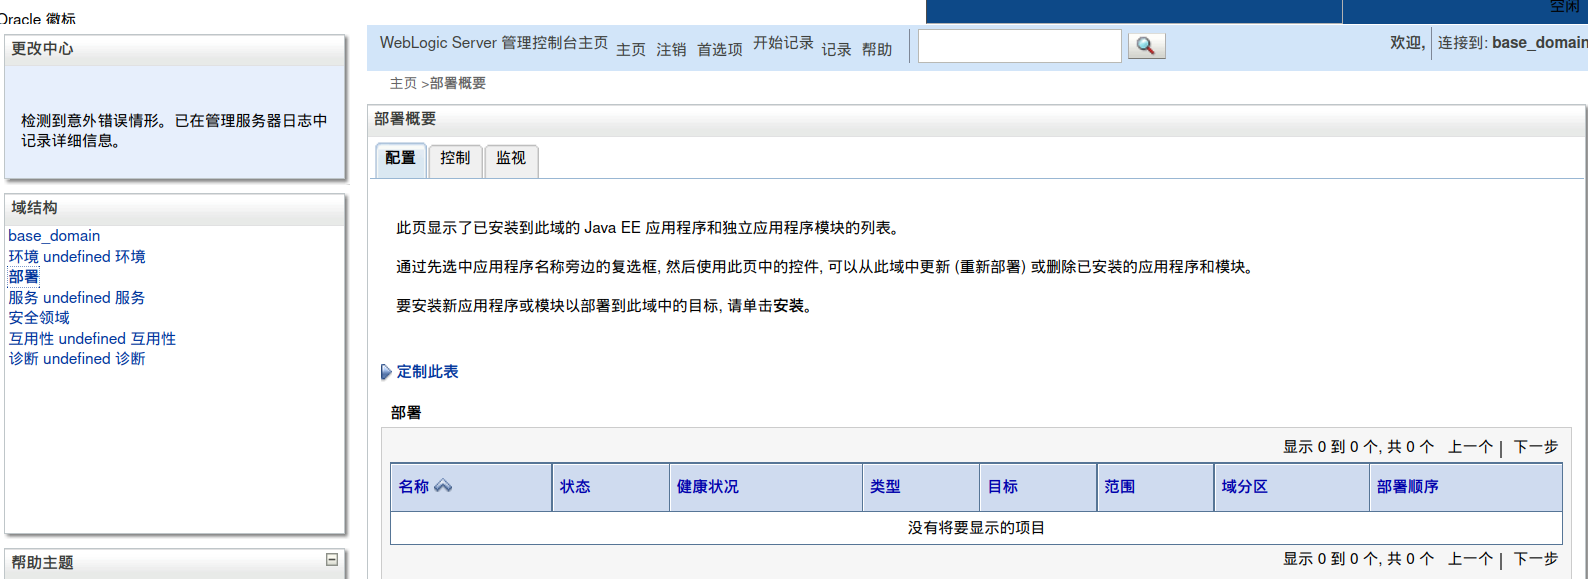 Oracle 徽标
空闲
更改中心
检测到意外错误情形。已在管理服务器日志中
记录详细信息。
域结构
base_domain
环境 undefined 环境
部署
服务 undefined 服务
安全领域
互用性 undefined 互用性
诊断 undefined 诊断
帮助主题
WebLogic Server 管理控制台主页 主页 注销 首选项 开始记录 记录 帮助
欢迎, 连接到: base_domain
主页 >部署概要
部署概要
配置 控制 监视
此页显示了已安装到此域的 Java EE 应用程序和独立应用程序模块的列表。
通过先选中应用程序名称旁边的复选框, 然后使用此页中的控件, 可以从此域中更新 (重新部署) 或删除已安装的应用程序和模块。
要安装新应用程序或模块以部署到此域中的目标, 请单击安装。
定制此表
部署
显示 0 到 0 个, 共 0 个 上一个 | 下一步
名称 状态 健康状况 类型 目标 范围 域分区 部署顺序
没有将要显示的项目
显示 0 到 0 个, 共 0 个 上一个 | 下一步